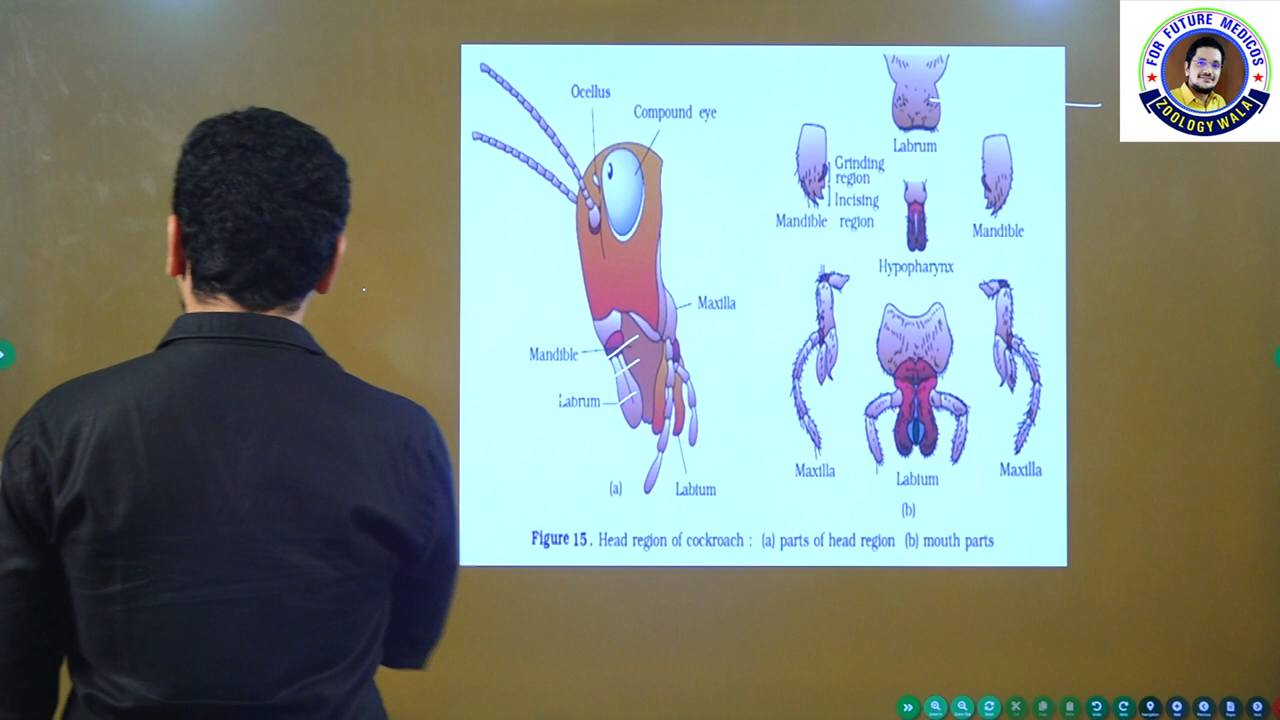 FOR FUTURE MEDICOS
ZOOLOGY WALA
Ocellus
Compound eye
Maxilla
Mandible
Labrum
Labium
(a)
Labrum
Grinding
region
Incising
region
Mandible
Mandible
Hypopharynx
Maxilla
Labium
Maxilla
(b)
Figure 15. Head region of cockroach : (a) parts of head region (b) mouth parts